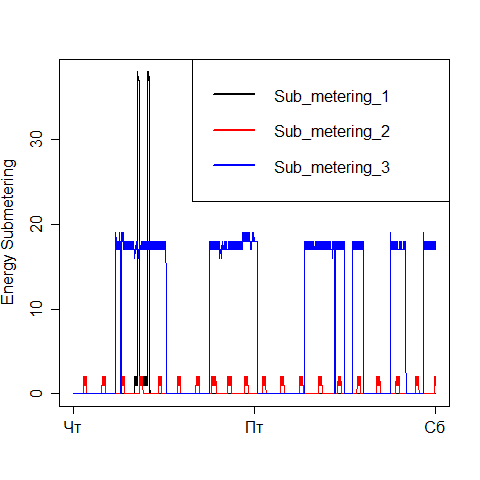 Sub_metering_1
Sub_metering_2
Sub_metering_3
Energy Submetering
30
20
10
0
Чт
Пт
Сб